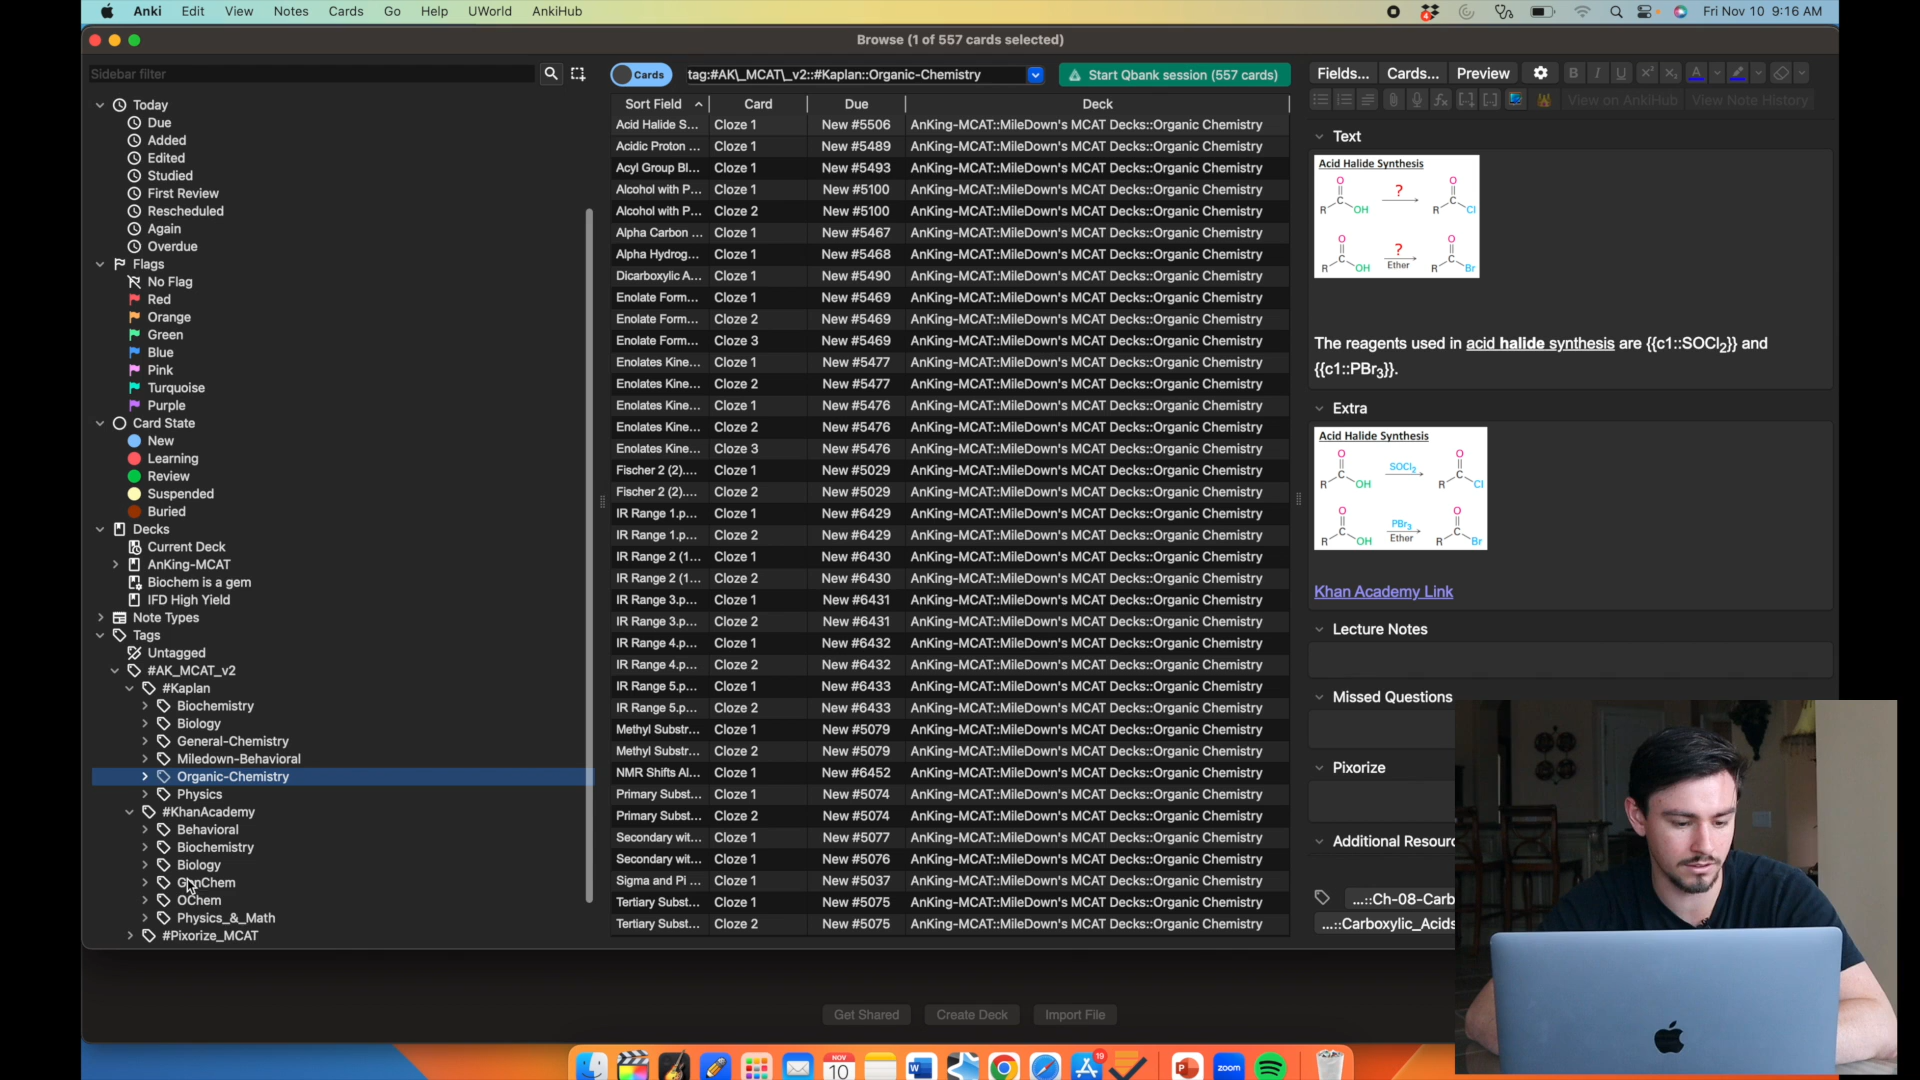 Anki Edit View Notes Cards Go Help UWorld AnkiHub
4
Fri Nov 10 9:16 AM
Browse (1 of 557 cards selected)
Sidebar filter
Today
Due
Added
Edited
Studied
First Review
Rescheduled
Again
Overdue
Flags
No Flag
Red
Orange
Green
Blue
Pink
Turquoise
Purple
Card State
New
Learning
Review
Suspended
Buried
Decks
Current Deck
AnKing-MCAT
Biochem is a gem
IFD High Yield
Note Types
Tags
Untagged
#AK_MCAT_v2
#Kaplan
Biochemistry
Biology
General-Chemistry
Miledown-Behavioral
Organic-Chemistry
Physics
#KhanAcademy
Behavioral
Biochemistry
Biology
GenChem
OChem
Physics_&_Math
#Pixorize_MCAT
Cards tag:#AK\_MCAT\_v2::#Kaplan::Organic-Chemistry Start Qbank session (557 cards)
Sort Field Card Due Deck
Acid Halide S... Cloze 1 New #5506 AnKing-MCAT::MileDown's MCAT Decks::Organic Chemistry
Acidic Proton ... Cloze 1 New #5489 AnKing-MCAT::MileDown's MCAT Decks::Organic Chemistry
Acyl Group Bl... Cloze 1 New #5493 AnKing-MCAT::MileDown's MCAT Decks::Organic Chemistry
Alcohol with P... Cloze 1 New #5100 AnKing-MCAT::MileDown's MCAT Decks::Organic Chemistry
Alcohol with P... Cloze 2 New #5100 AnKing-MCAT::MileDown's MCAT Decks::Organic Chemistry
Alpha Carbon ... Cloze 1 New #5467 AnKing-MCAT::MileDown's MCAT Decks::Organic Chemistry
Alpha Hydrog... Cloze 1 New #5468 AnKing-MCAT::MileDown's MCAT Decks::Organic Chemistry
Dicarboxylic A... Cloze 1 New #5490 AnKing-MCAT::MileDown's MCAT Decks::Organic Chemistry
Enolate Form... Cloze 1 New #5469 AnKing-MCAT::MileDown's MCAT Decks::Organic Chemistry
Enolate Form... Cloze 2 New #5469 AnKing-MCAT::MileDown's MCAT Decks::Organic Chemistry
Enolate Form... Cloze 3 New #5469 AnKing-MCAT::MileDown's MCAT Decks::Organic Chemistry
Enolates Kine... Cloze 1 New #5477 AnKing-MCAT::MileDown's MCAT Decks::Organic Chemistry
Enolates Kine... Cloze 2 New #5477 AnKing-MCAT::MileDown's MCAT Decks::Organic Chemistry
Enolates Kine... Cloze 1 New #5476 AnKing-MCAT::MileDown's MCAT Decks::Organic Chemistry
Enolates Kine... Cloze 2 New #5476 AnKing-MCAT::MileDown's MCAT Decks::Organic Chemistry
Enolates Kine... Cloze 3 New #5476 AnKing-MCAT::MileDown's MCAT Decks::Organic Chemistry
Fischer 2 (2).... Cloze 1 New #5029 AnKing-MCAT::MileDown's MCAT Decks::Organic Chemistry
Fischer 2 (2).... Cloze 2 New #5029 AnKing-MCAT::MileDown's MCAT Decks::Organic Chemistry
IR Range 1.p... Cloze 1 New #6429 AnKing-MCAT::MileDown's MCAT Decks::Organic Chemistry
IR Range 1.p... Cloze 2 New #6429 AnKing-MCAT::MileDown's MCAT Decks::Organic Chemistry
IR Range 2 (1... Cloze 1 New #6430 AnKing-MCAT::MileDown's MCAT Decks::Organic Chemistry
IR Range 2 (1... Cloze 2 New #6430 AnKing-MCAT::MileDown's MCAT Decks::Organic Chemistry
IR Range 3.p... Cloze 1 New #6431 AnKing-MCAT::MileDown's MCAT Decks::Organic Chemistry
IR Range 3.p... Cloze 2 New #6431 AnKing-MCAT::MileDown's MCAT Decks::Organic Chemistry
IR Range 4.p... Cloze 1 New #6432 AnKing-MCAT::MileDown's MCAT Decks::Organic Chemistry
IR Range 4.p... Cloze 2 New #6432 AnKing-MCAT::MileDown's MCAT Decks::Organic Chemistry
IR Range 5.p... Cloze 1 New #6433 AnKing-MCAT::MileDown's MCAT Decks::Organic Chemistry
IR Range 5.p... Cloze 2 New #6433 AnKing-MCAT::MileDown's MCAT Decks::Organic Chemistry
Methyl Substr... Cloze 1 New #5079 AnKing-MCAT::MileDown's MCAT Decks::Organic Chemistry
Methyl Substr... Cloze 2 New #5079 AnKing-MCAT::MileDown's MCAT Decks::Organic Chemistry
NMR Shifts Al... Cloze 1 New #6452 AnKing-MCAT::MileDown's MCAT Decks::Organic Chemistry
Primary Subst... Cloze 1 New #5074 AnKing-MCAT::MileDown's MCAT Decks::Organic Chemistry
Primary Subst... Cloze 2 New #5074 AnKing-MCAT::MileDown's MCAT Decks::Organic Chemistry
Secondary wit... Cloze 1 New #5077 AnKing-MCAT::MileDown's MCAT Decks::Organic Chemistry
Secondary wit... Cloze 1 New #5076 AnKing-MCAT::MileDown's MCAT Decks::Organic Chemistry
Sigma and Pi ... Cloze 1 New #5037 AnKing-MCAT::MileDown's MCAT Decks::Organic Chemistry
Tertiary Subst... Cloze 1 New #5075 AnKing-MCAT::MileDown's MCAT Decks::Organic Chemistry
Tertiary Subst... Cloze 2 New #5075 AnKing-MCAT::MileDown's MCAT Decks::Organic Chemistry
Fields... Cards... Preview B I U x² x₂ A
View on AnkiHub View Note History
Text
Acid Halide Synthesis
O ? O
R C OH R C Cl
O ? O
R C OH Ether R C Br
The reagents used in acid halide synthesis are {{c1::SOCl₂}} and
{{c1::PBr₃}}.
Extra
Acid Halide Synthesis
O SOCl₂ O
R C OH R C Cl
O PBr₃ O
R C OH Ether R C Br
Khan Academy Link
Lecture Notes
Missed Questions
Pixorize
Additional Resourc
...::Ch-08-Carb
...::Carboxylic_Acids
Get Shared Create Deck Import File
NOV
10
W
19
P
zoom